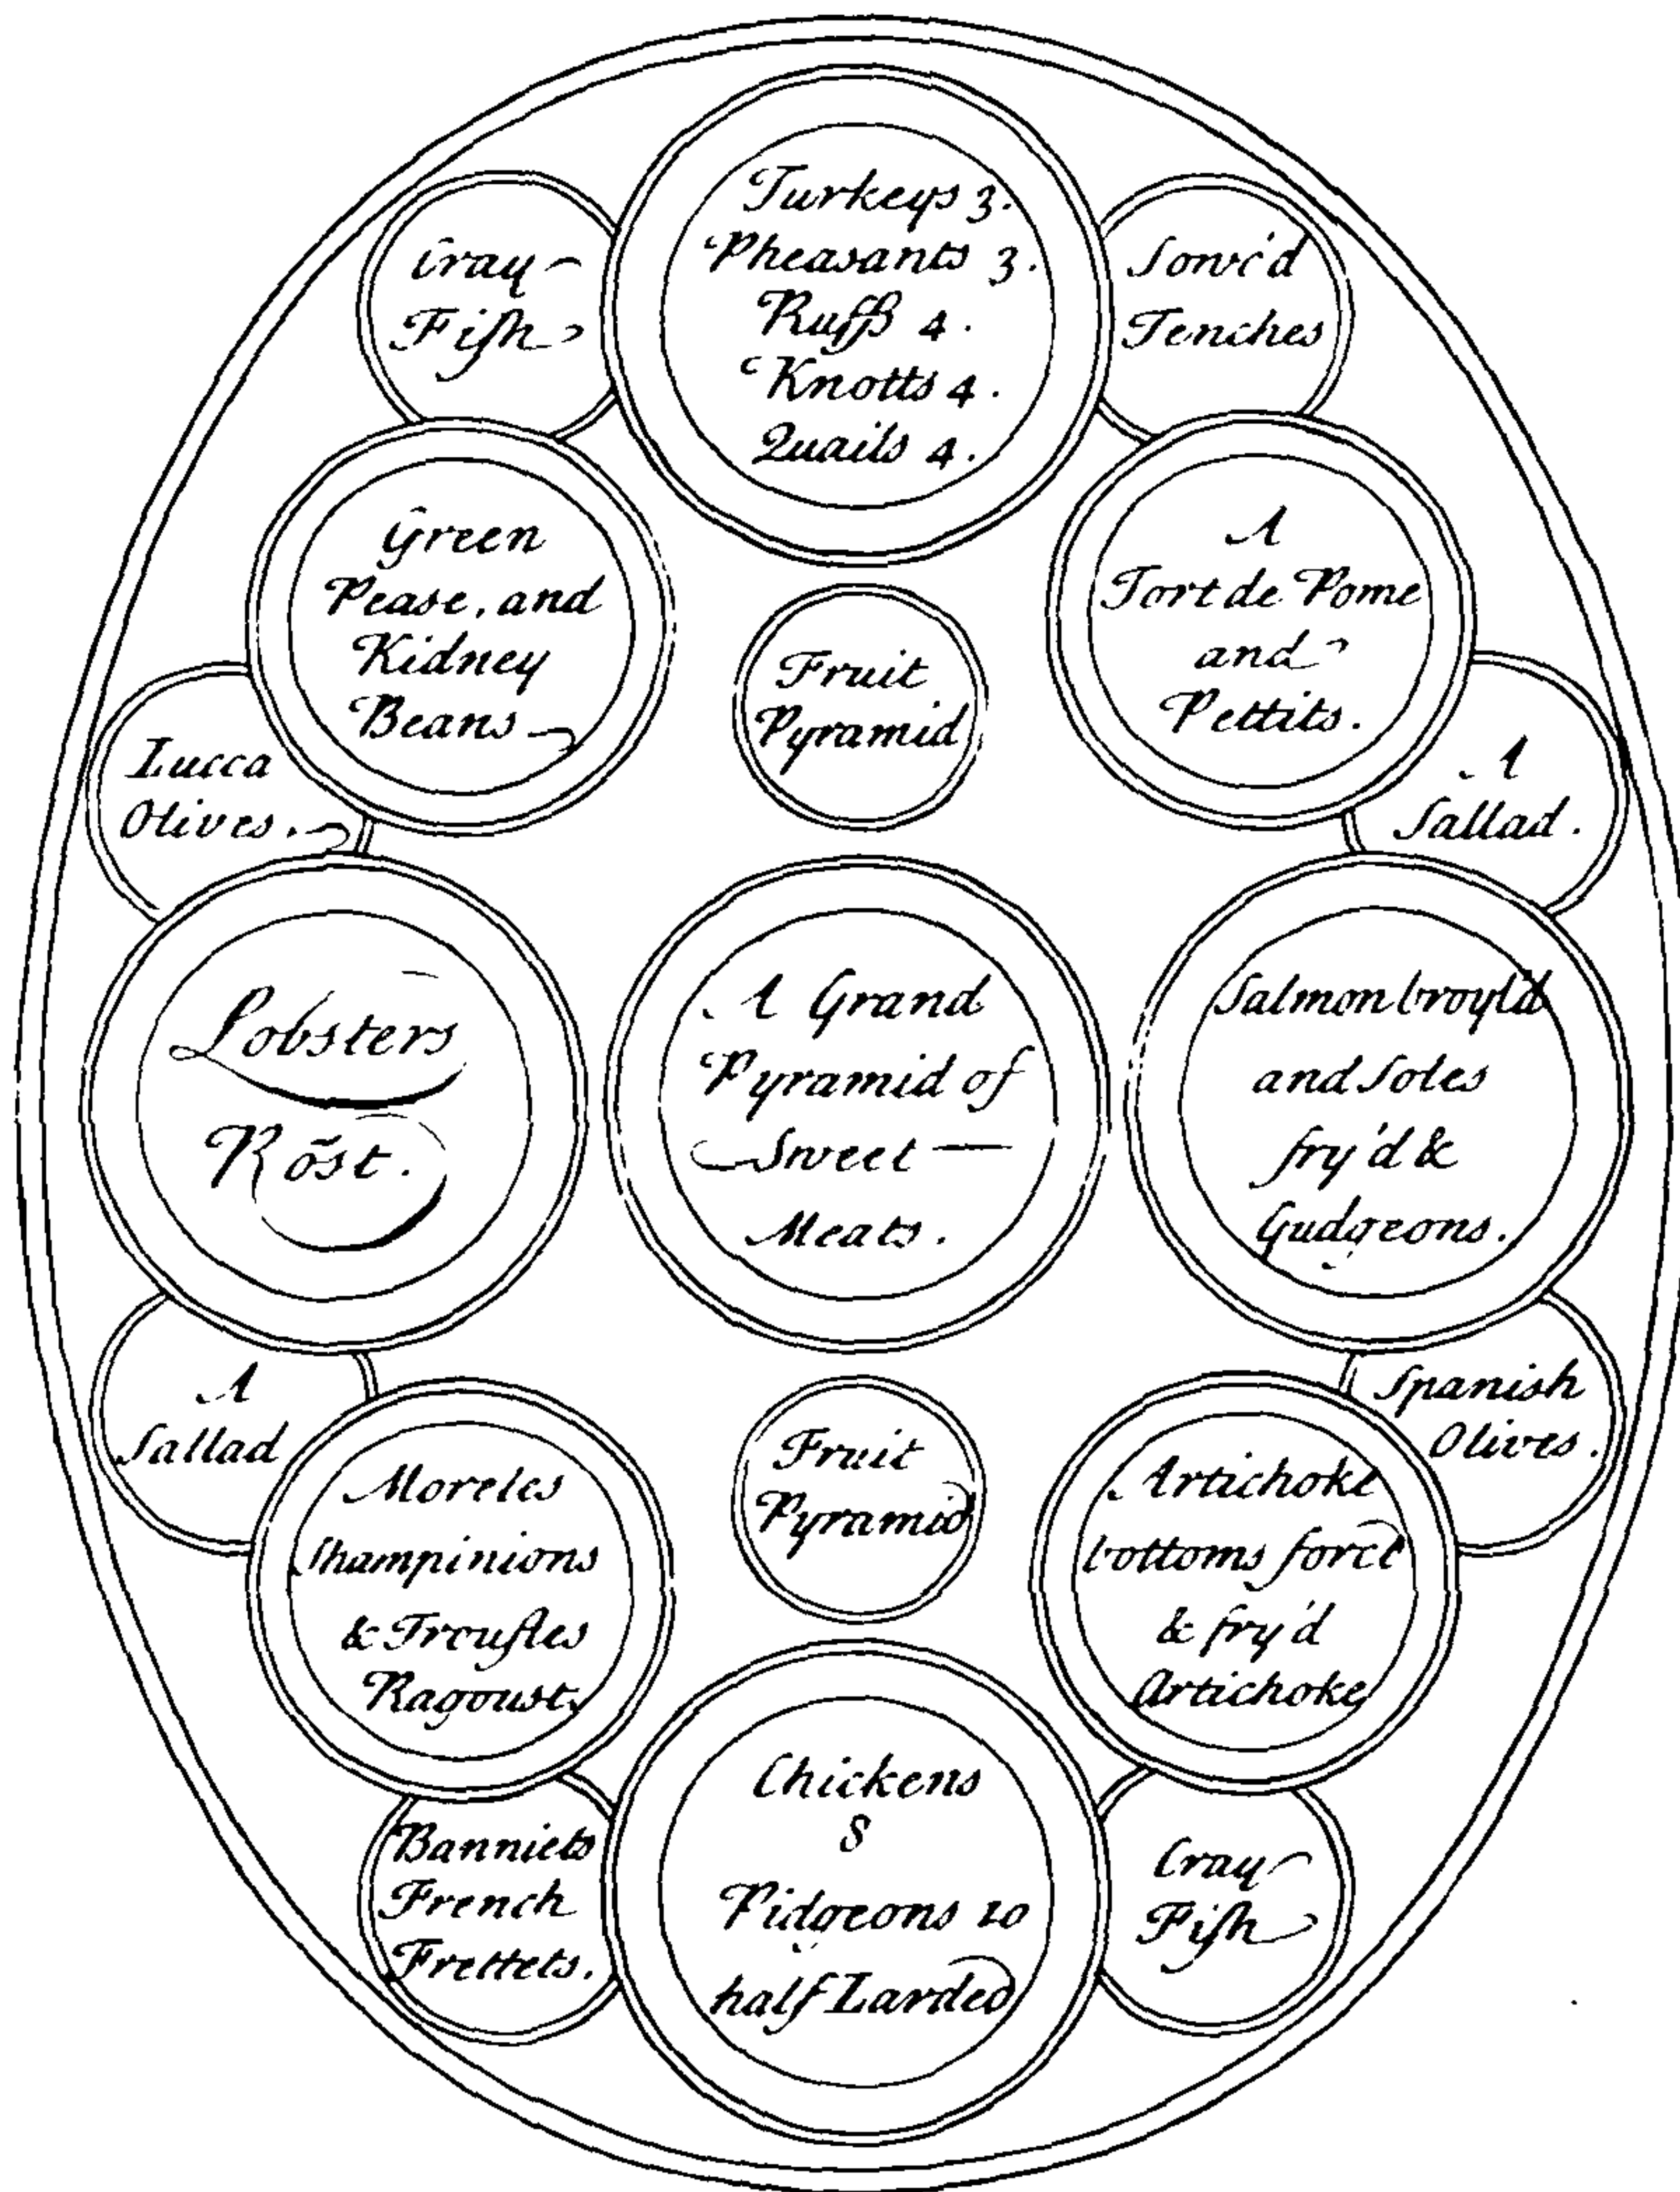 Turkeys 3.
Pheasants 3.
Ruffs 4.
Knotts 4.
Quails 4.
Cray
Fish
Sowc'd
Tenches
Green
Pease, and
Kidney
Beans
Fruit
Pyramid
A
Tort de Pome
and
Pettits.
Lucca
Olives.
A
Sallad.
Lobsters
Rost.
A Grand
Pyramid of
Sweet
Meats.
Salmon broyld
and Soles
fry'd &
Gudgeons.
A
Sallad
Spanish
Olives.
Moreles
Shampinions
& Troufles
Ragoust.
Fruit
Pyramid
Artichoke
bottoms forct
& fry'd
Artichoke
Banniets
French
Frettets.
Chickens
8
Pidgeons 10
half Larded
Cray
Fish